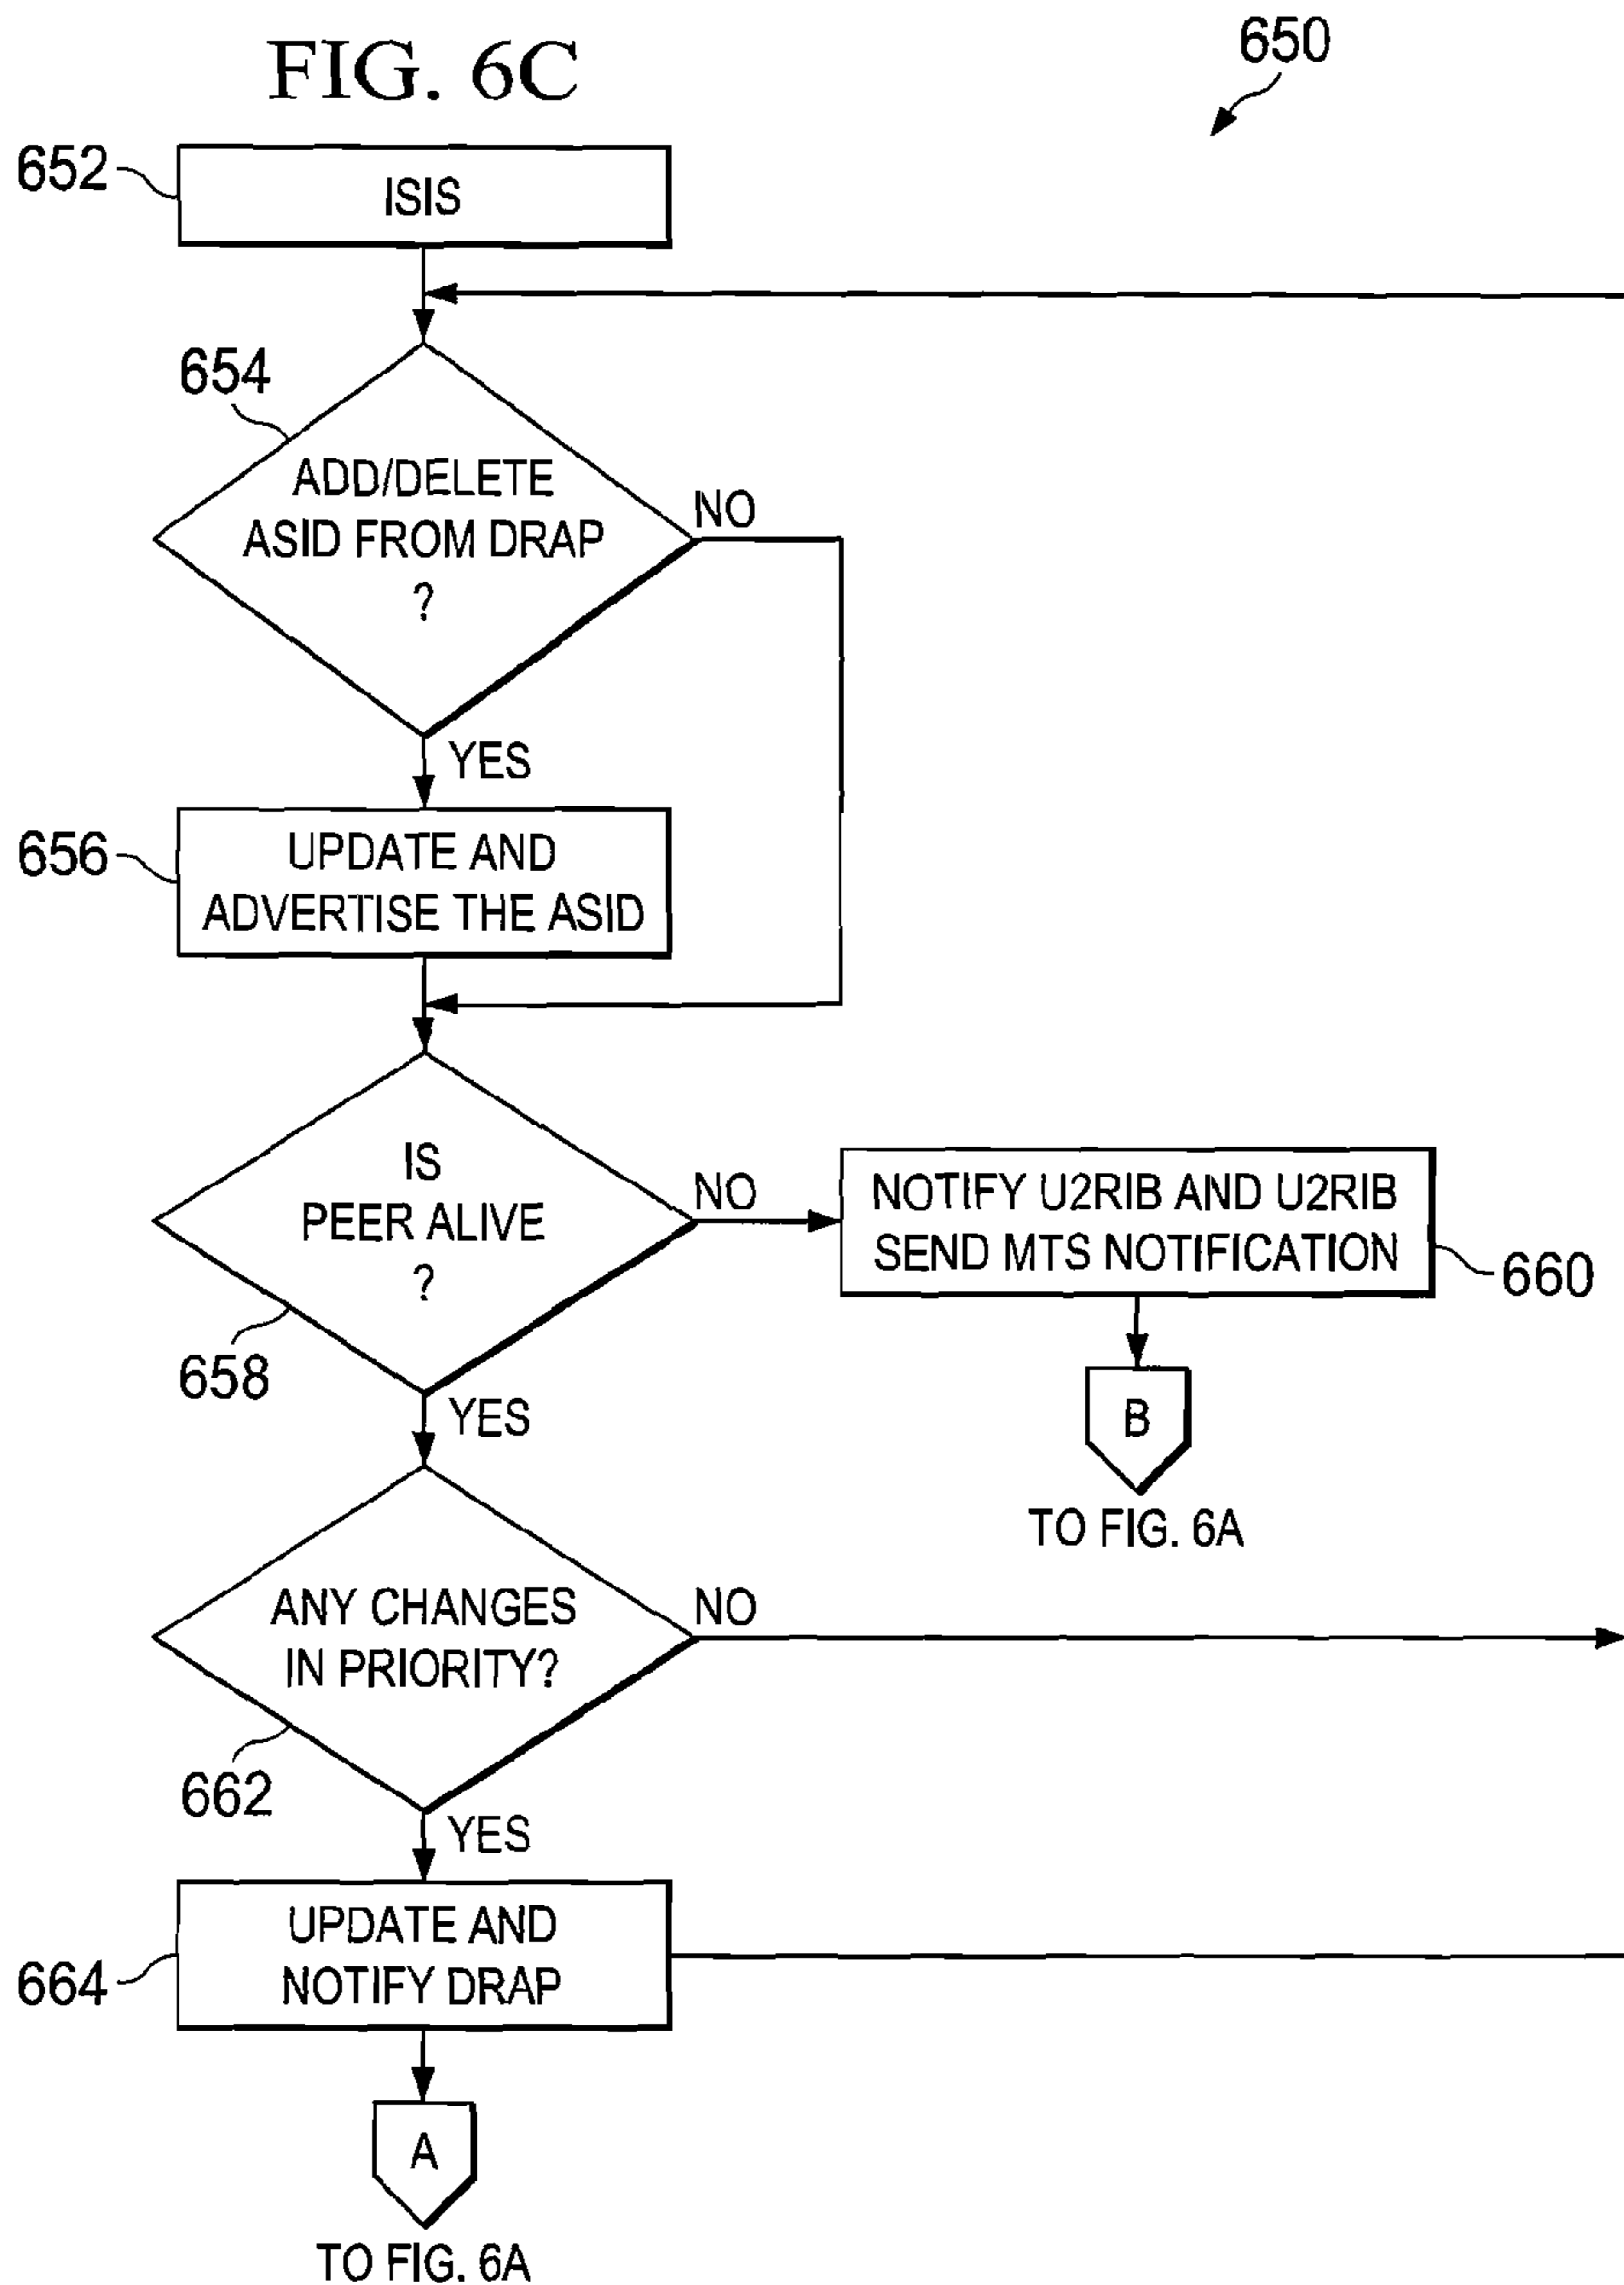 FIG. 6C
650
652
ISIS
654
ADD/DELETE
ASID FROM DRAP
?
NO
YES
656
UPDATE AND
ADVERTISE THE ASID
IS
PEER ALIVE
?
NO
658
YES
NOTIFY U2RIB AND U2RIB
SEND MTS NOTIFICATION
660
B
TO FIG. 6A
ANY CHANGES
IN PRIORITY?
NO
662
YES
UPDATE AND
NOTIFY DRAP
664
A
TO FIG. 6A